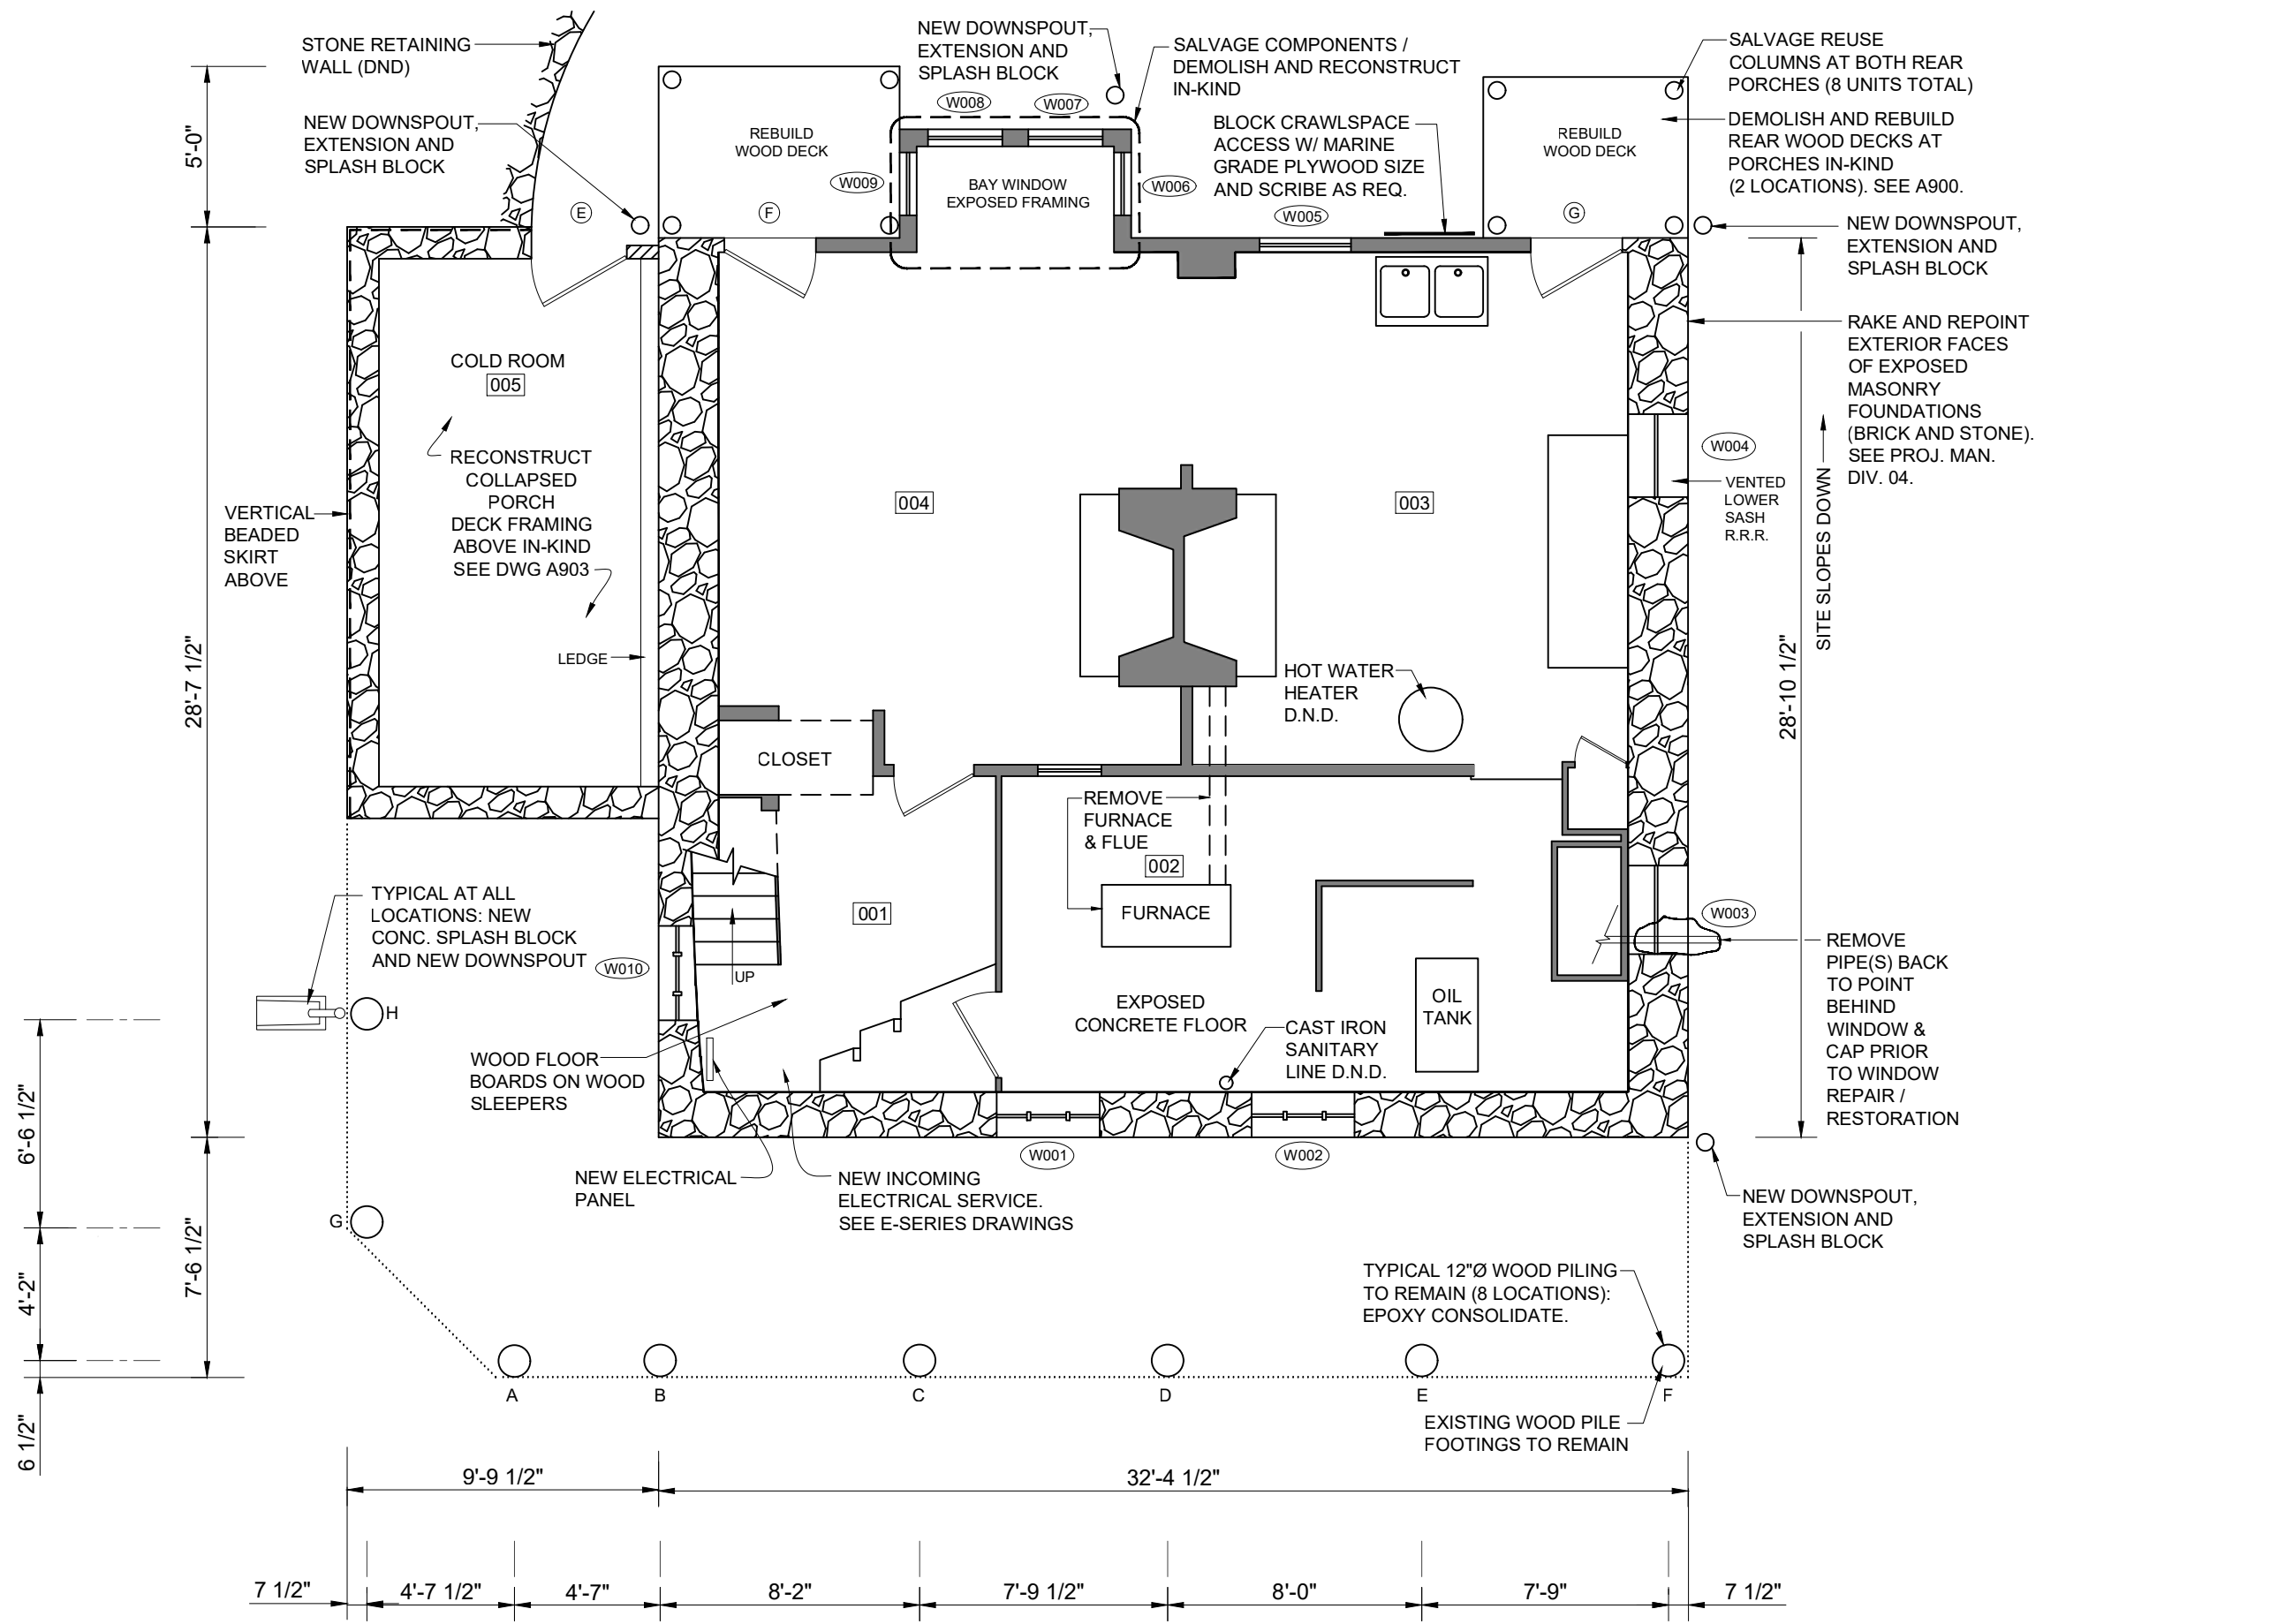 STONE RETAINING
WALL (DND)
NEW DOWNSPOUT,
EXTENSION AND
SPLASH BLOCK
NEW DOWNSPOUT,
EXTENSION AND
SPLASH BLOCK
SALVAGE COMPONENTS /
DEMOLISH AND RECONSTRUCT
IN-KIND
BLOCK CRAWLSPACE
ACCESS W/ MARINE
GRADE PLYWOOD SIZE
AND SCRIBE AS REQ.
SALVAGE REUSE
COLUMNS AT BOTH REAR
PORCHES (8 UNITS TOTAL)
DEMOLISH AND REBUILD
REAR WOOD DECKS AT
PORCHES IN-KIND
(2 LOCATIONS). SEE A900.
NEW DOWNSPOUT,
EXTENSION AND
SPLASH BLOCK
RAKE AND REPOINT
EXTERIOR FACES
OF EXPOSED
MASONRY
FOUNDATIONS
(BRICK AND STONE).
SEE PROJ. MAN.
DIV. 04.
W008
W007
W009
W006
W005
REBUILD
WOOD DECK
BAY WINDOW
EXPOSED FRAMING
REBUILD
WOOD DECK
E
F
G
5'-0"
28'-7 1/2"
COLD ROOM
005
RECONSTRUCT
COLLAPSED
PORCH
DECK FRAMING
ABOVE IN-KIND
SEE DWG A903
VERTICAL
BEADED
SKIRT
ABOVE
LEDGE
004
003
W004
VENTED
LOWER
SASH
R.R.R.
SITE SLOPES DOWN
28'-10 1/2"
HOT WATER
HEATER
D.N.D.
CLOSET
REMOVE
FURNACE
& FLUE
002
FURNACE
001
UP
W010
W003
TYPICAL AT ALL
LOCATIONS: NEW
CONC. SPLASH BLOCK
AND NEW DOWNSPOUT
H
EXPOSED
CONCRETE FLOOR
OIL
TANK
CAST IRON
SANITARY
LINE D.N.D.
REMOVE
PIPE(S) BACK
TO POINT
BEHIND
WINDOW &
CAP PRIOR
TO WINDOW
REPAIR /
RESTORATION
WOOD FLOOR
BOARDS ON WOOD
SLEEPERS
W001
W002
NEW ELECTRICAL
PANEL
NEW INCOMING
ELECTRICAL SERVICE.
SEE E-SERIES DRAWINGS
NEW DOWNSPOUT,
EXTENSION AND
SPLASH BLOCK
G
6'-6 1/2"
4'-2"
6 1/2"
7'-6 1/2"
TYPICAL 12"Ø WOOD PILING
TO REMAIN (8 LOCATIONS):
EPOXY CONSOLIDATE.
A
B
C
D
E
F
EXISTING WOOD PILE
FOOTINGS TO REMAIN
9'-9 1/2"
32'-4 1/2"
7 1/2"
4'-7 1/2"
4'-7"
8'-2"
7'-9 1/2"
8'-0"
7'-9"
7 1/2"